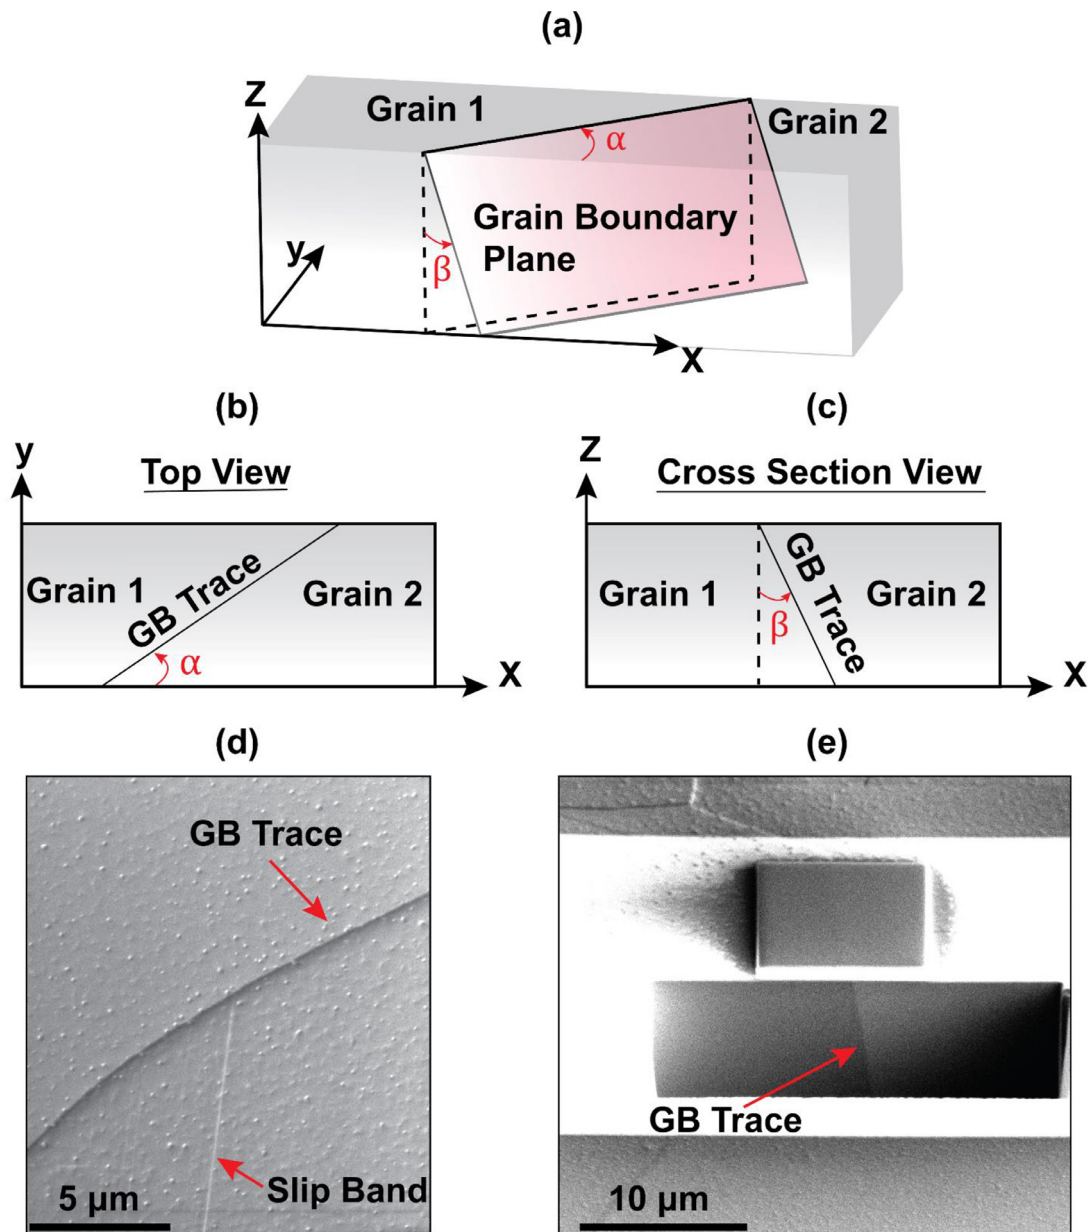 (a)
Z
Grain 1
Grain 2
α
Grain Boundary
Plane
y
β
X
(b)
(c)
y
Top View
Z
Cross Section View
Grain 1
GB Trace
Grain 2
α
X
Grain 1
GB Trace
Grain 2
β
X
(d)
(e)
GB Trace
Slip Band
5 µm
GB Trace
10 µm